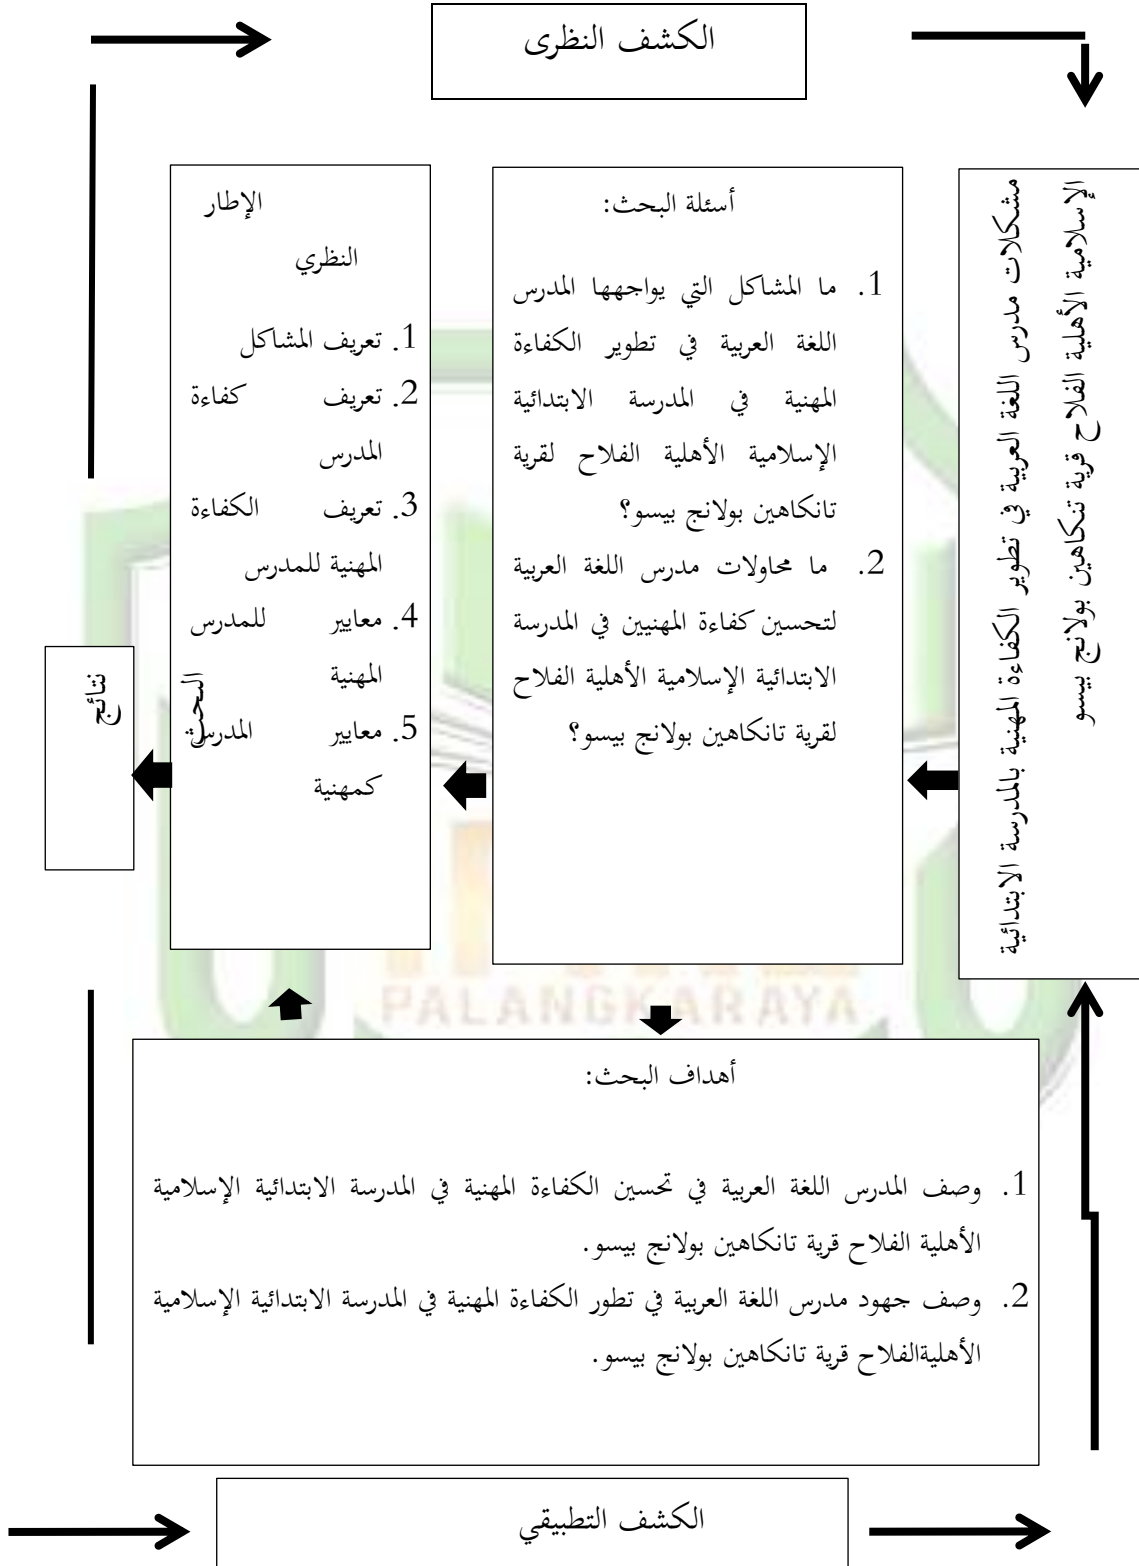 الكشف النظرى
مشكلات مدرس اللغة العربية في تطوير الكفاءة المهنية بالمدرسة الابتدائية
الإسلامية الأهلية الفلاح قرية تنكاهين بولانج بيسو
أسئلة البحث:
1. ما المشاكل التي يواجهها المدرس
اللغة العربية في تطوير الكفاءة
المهنية في المدرسة الابتدائية
الإسلامية الأهلية الفلاح لقرية
تانكاهين بولانج بيسو؟
2. ما محاولات مدرس اللغة العربية
لتحسين كفاءة المهنيين في المدرسة
الابتدائية الإسلامية الأهلية الفلاح
لقرية تانكاهين بولانج بيسو؟
الإطار
النظري
1. تعريف المشاكل
2. تعريف كفاءة
المدرس
3. تعريف الكفاءة
المهنية للمدرس
4. معايير للمدرس
المهنية
5. معايير المدرس
كمهنية
نتائج
البحث
PALANGKARAYA
أهداف البحث:
1. وصف المدرس اللغة العربية في تحسين الكفاءة المهنية في المدرسة الابتدائية الإسلامية
الأهلية الفلاح قرية تانكاهين بولانج بيسو.
2. وصف جهود مدرس اللغة العربية في تطور الكفاءة المهنية في المدرسة الابتدائية الإسلامية
الأهليةالفلاح قرية تانكاهين بولانج بيسو.
الكشف التطبيقي